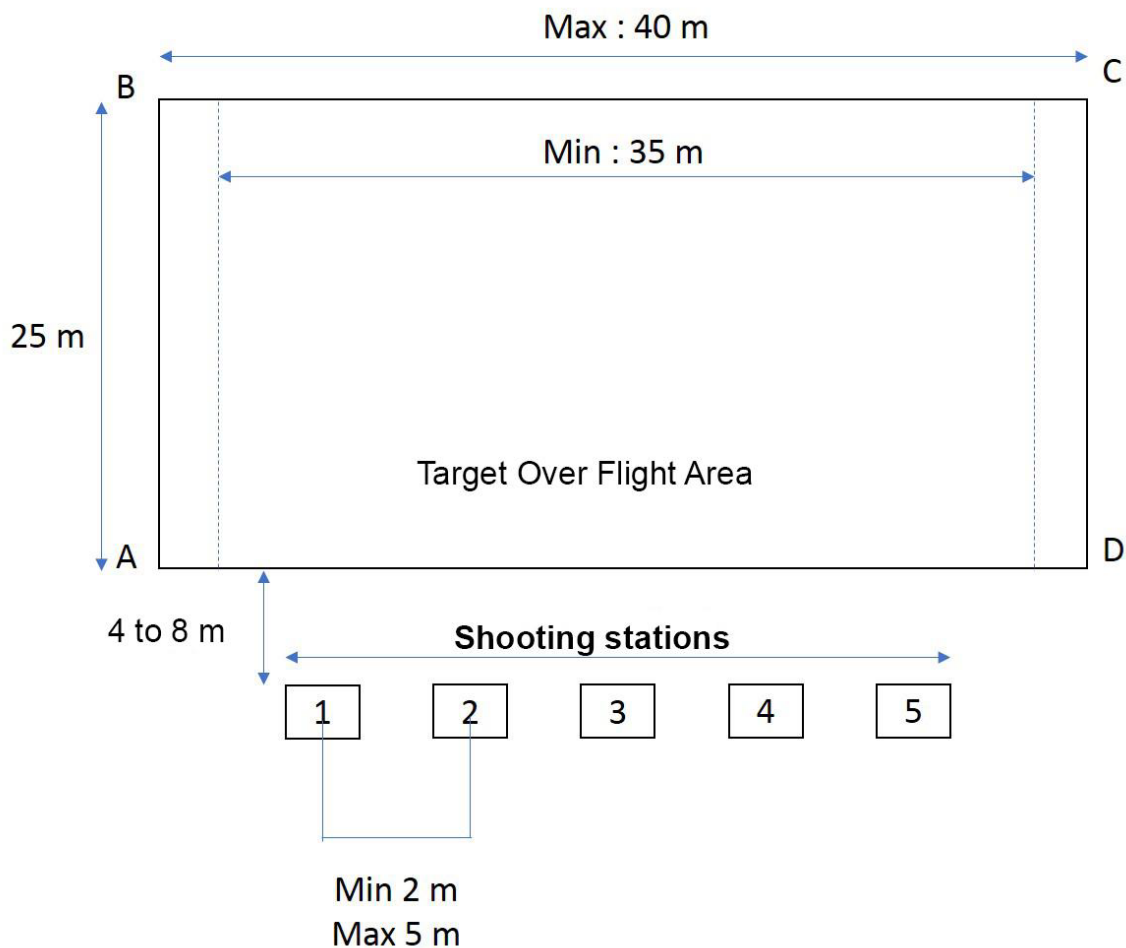 Max : 40 m
B
C
Min : 35 m
25 m
Target Over Flight Area
A
D
4 to 8 m
Shooting stations
1 2 3 4 5
Min 2 m
Max 5 m